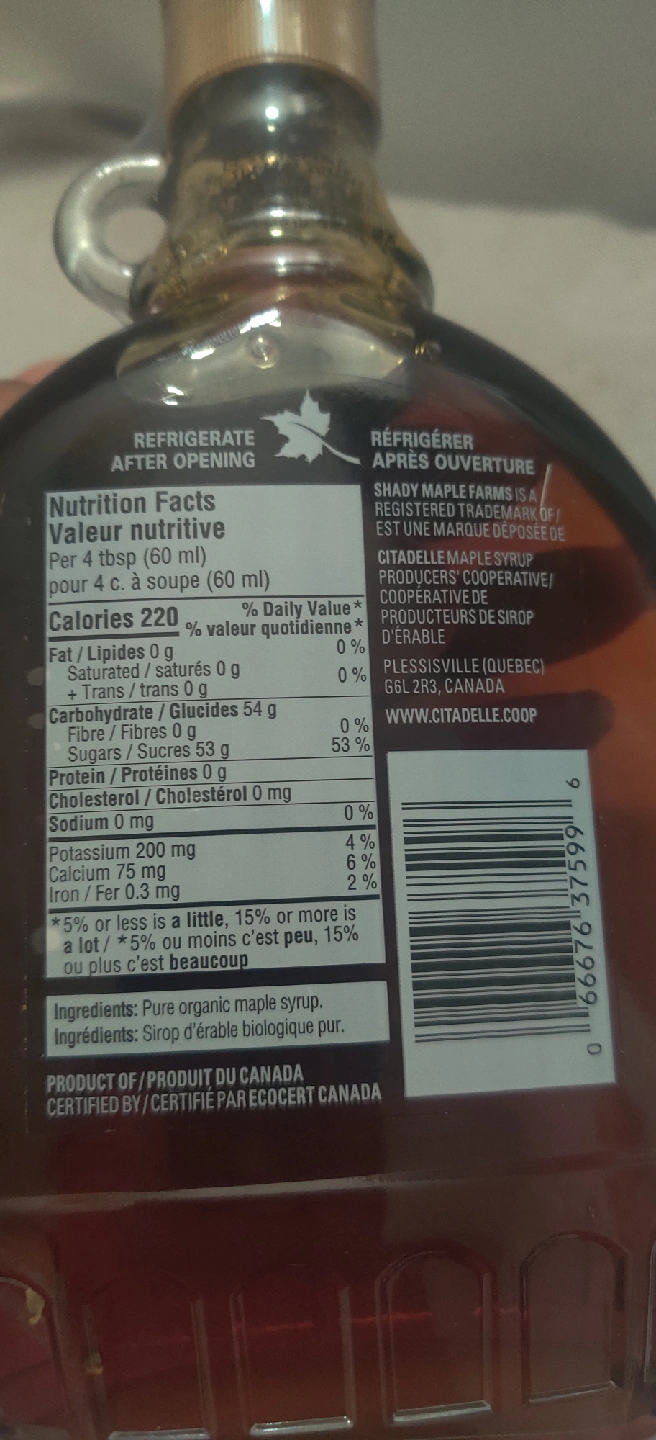 REFRIGERATE
AFTER OPENING
RÉFRIGÉRER
APRÈS OUVERTURE
Nutrition Facts
Valeur nutritive
Per 4 tbsp (60 ml)
pour 4 c. à soupe (60 ml)
Calories 220 % Daily Value*
% valeur quotidienne*
Fat / Lipides 0 g 0 %
Saturated / saturés 0 g
+ Trans / trans 0 g 0 %
Carbohydrate / Glucides 54 g
Fibre / Fibres 0 g 0 %
Sugars / Sucres 53 g 53 %
Protein / Protéines 0 g
Cholesterol / Cholestérol 0 mg
Sodium 0 mg 0 %
Potassium 200 mg 4 %
Calcium 75 mg 6 %
Iron / Fer 0.3 mg 2 %
*5% or less is a little, 15% or more is
a lot / *5% ou moins c'est peu, 15%
ou plus c'est beaucoup
Ingredients: Pure organic maple syrup.
Ingrédients: Sirop d'érable biologique pur.
PRODUCT OF / PRODUIT DU CANADA
CERTIFIED BY / CERTIFIÉ PAR ECOCERT CANADA
SHADY MAPLE FARMS IS A
REGISTERED TRADEMARK OF /
EST UNE MARQUE DÉPOSÉE DE
CITADELLE MAPLE SYRUP
PRODUCERS' COOPERATIVE /
COOPÉRATIVE DE
PRODUCTEURS DE SIROP
D'ÉRABLE
PLESSISVILLE (QUEBEC)
G6L 2R3, CANADA
WWW.CITADELLE.COOP
0 66676 37599 6